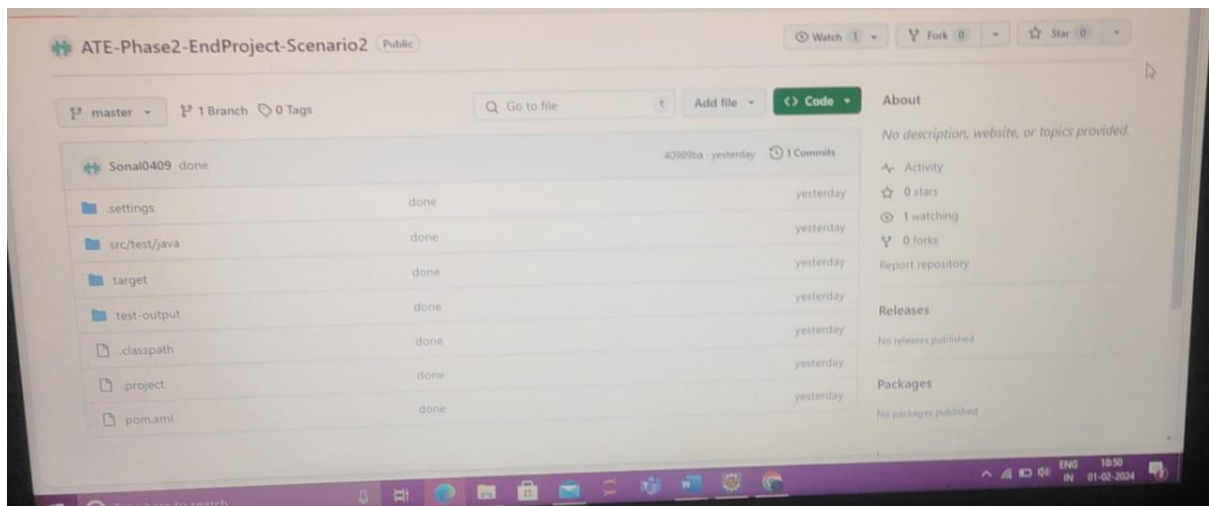 ATE-Phase2-EndProject-Scenario2 Public
Watch 1 Fork 0 Star 0
master 1 Branch 0 Tags Go to file t Add file <> Code
Sonal0409 done 40989ba · yesterday 1 Commits
.settings done yesterday
src/test/java done yesterday
target done yesterday
test-output done yesterday
.classpath done yesterday
.project done yesterday
pom.xml done yesterday
About
No description, website, or topics provided.
Activity
0 stars
1 watching
0 forks
Report repository
Releases
No releases published
Packages
No packages published
here to search
ENG 18:50
IN 01-02-2024